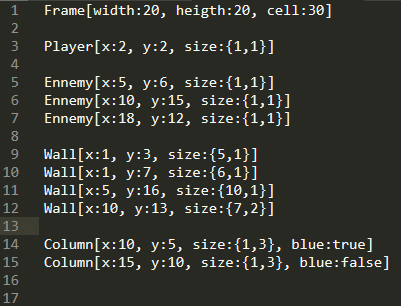 1 Frame[width:20, heigth:20, cell:30]
2
3 Player[x:2, y:2, size:{1,1}]
4
5 Ennemy[x:5, y:6, size:{1,1}]
6 Ennemy[x:10, y:15, size:{1,1}]
7 Ennemy[x:18, y:12, size:{1,1}]
8
9 Wall[x:1, y:3, size:{5,1}]
10 Wall[x:1, y:7, size:{6,1}]
11 Wall[x:5, y:16, size:{10,1}]
12 Wall[x:10, y:13, size:{7,2}]
13
14 Column[x:10, y:5, size:{1,3}, blue:true]
15 Column[x:15, y:10, size:{1,3}, blue:false]
16
17